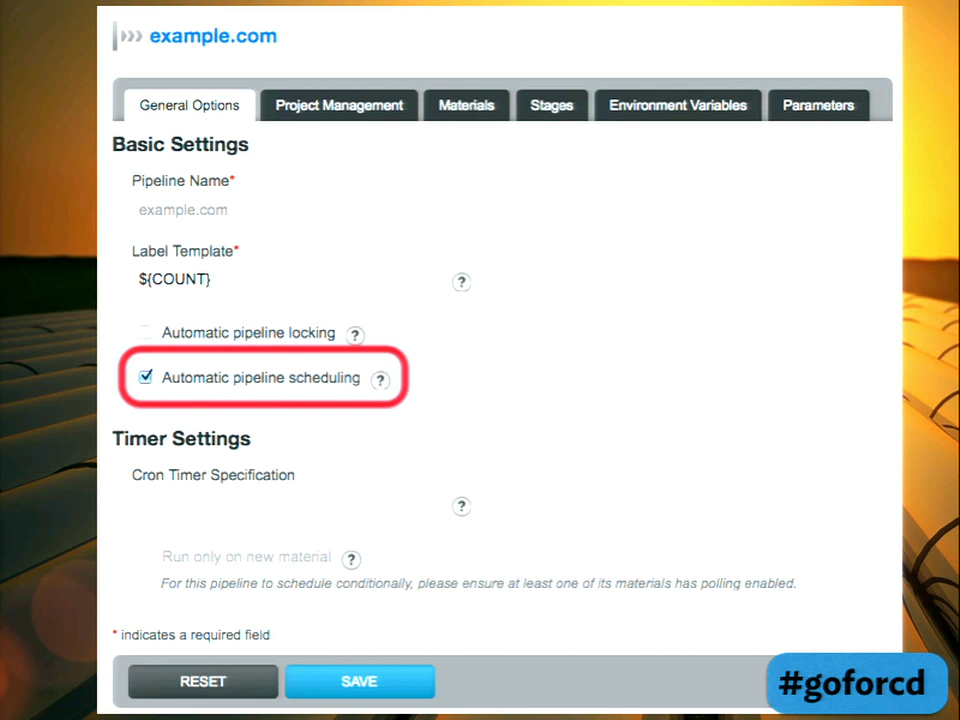 example.com
General Options Project Management Materials Stages Environment Variables Parameters
Basic Settings
Pipeline Name*
example.com
Label Template*
${COUNT}
?
Automatic pipeline locking ?
Automatic pipeline scheduling ?
Timer Settings
Cron Timer Specification
?
Run only on new material ?
For this pipeline to schedule conditionally, please ensure at least one of its materials has polling enabled.
* indicates a required field
RESET SAVE
#goforcd